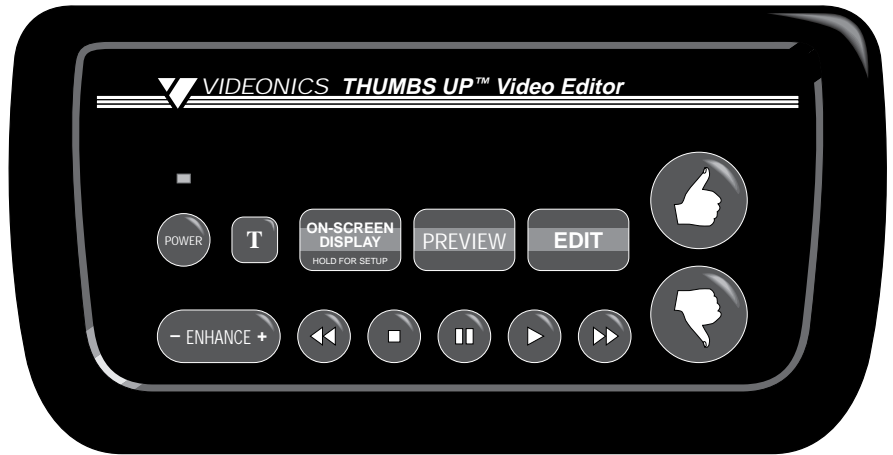 VIDEONICS THUMBS UP™ Video Editor
POWER
T
ON-SCREEN
DISPLAY
HOLD FOR SETUP
PREVIEW
EDIT
– ENHANCE +